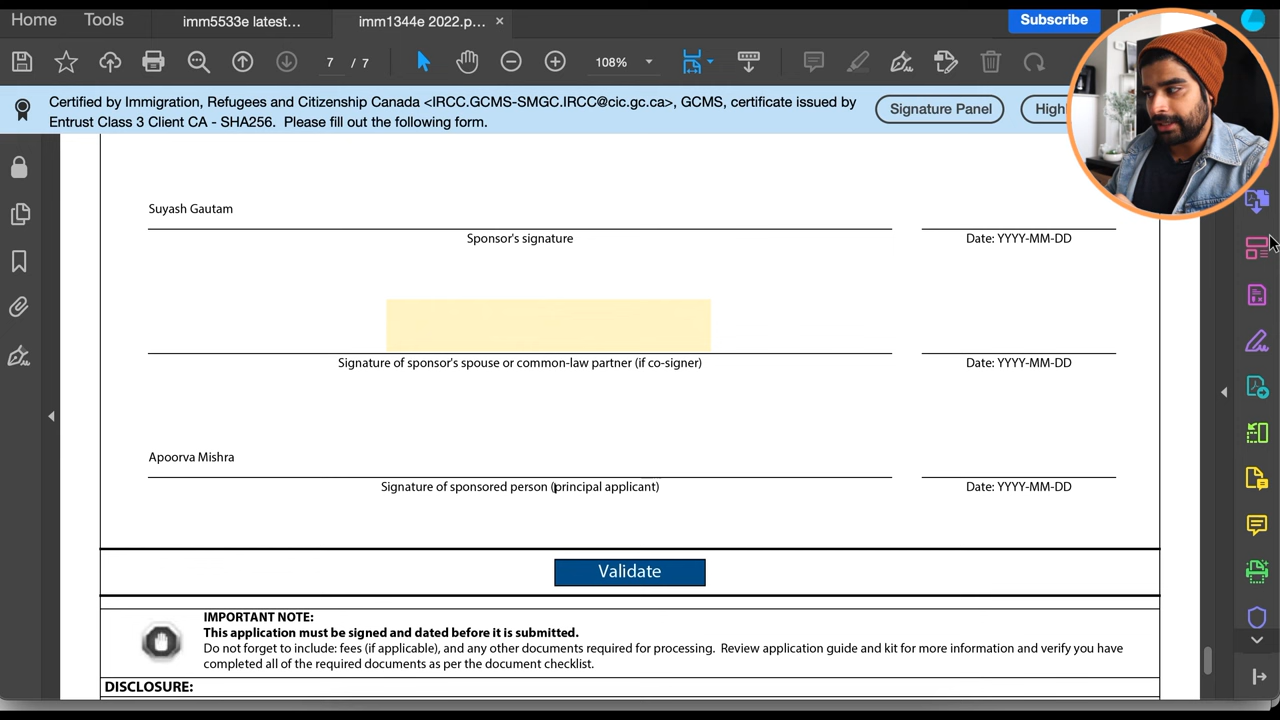 Home
Tools
imm5533e latest...
imm1344e 2022.p...
×
Subscribe
7 / 7
108%
Certified by Immigration, Refugees and Citizenship Canada <IRCC.GCMS-SMGC.IRCC@cic.gc.ca>, GCMS, certificate issued by
Entrust Class 3 Client CA - SHA256. Please fill out the following form.
Signature Panel
Suyash Gautam
Sponsor's signature
Date: YYYY-MM-DD
Signature of sponsor's spouse or common-law partner (if co-signer)
Date: YYYY-MM-DD
Apoorva Mishra
Signature of sponsored person (principal applicant)
Date: YYYY-MM-DD
Validate
IMPORTANT NOTE:
This application must be signed and dated before it is submitted.
Do not forget to include: fees (if applicable), and any other documents required for processing. Review application guide and kit for more information and verify you have
completed all of the required documents as per the document checklist.
DISCLOSURE: